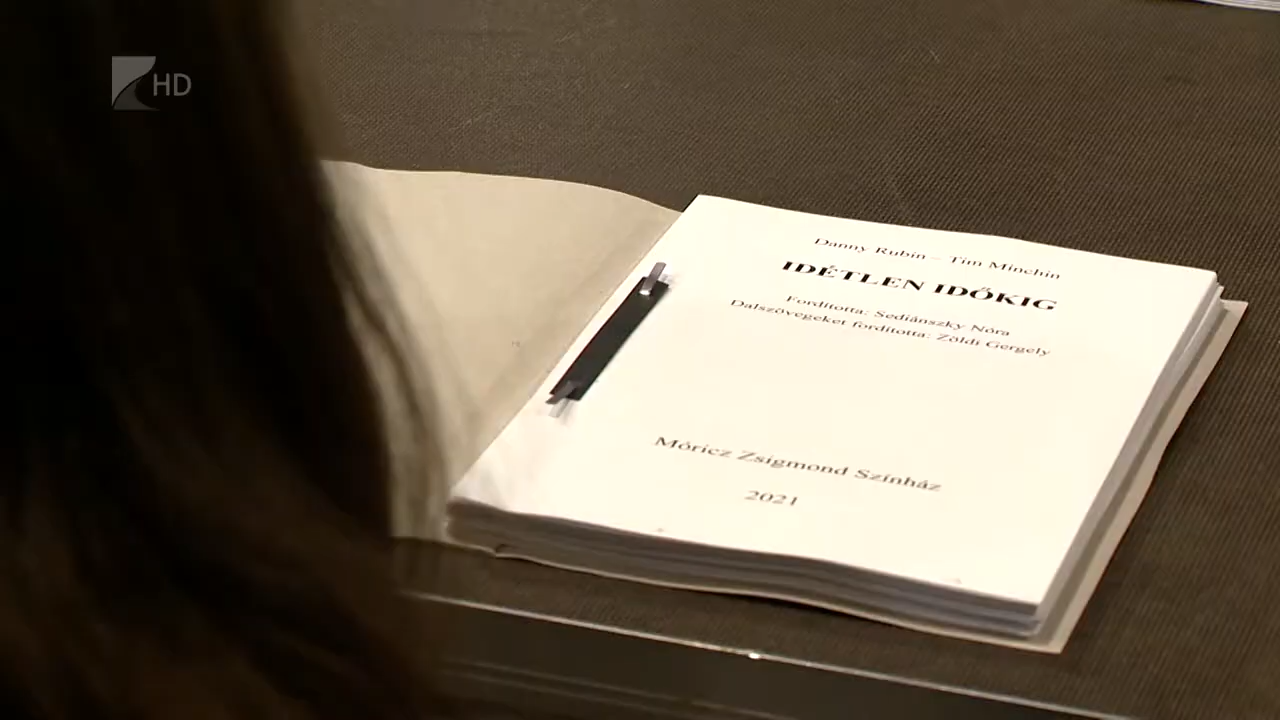 HD
Danny Rubin – Tim Minchin
IDÉTLEN IDŐKIG
Fordította: Sediánszky Nóra
Dalszövegeket fordította: Zöldi Gergely
Móricz Zsigmond Színház
2021